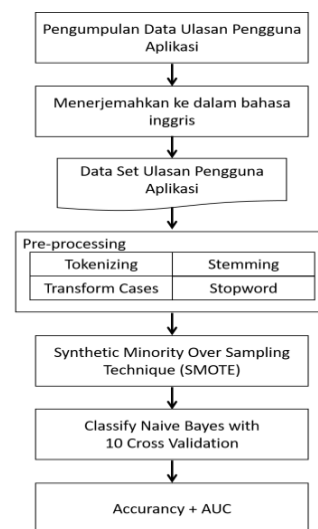 Pengumpulan Data Ulasan Pengguna
Aplikasi
Menerjemahkan ke dalam bahasa
inggris
Data Set Ulasan Pengguna
Aplikasi
Pre-processing
Tokenizing
Stemming
Transform Cases
Stopword
Synthetic Minority Over Sampling
Technique (SMOTE)
Classify Naive Bayes with
10 Cross Validation
Accurancy + AUC